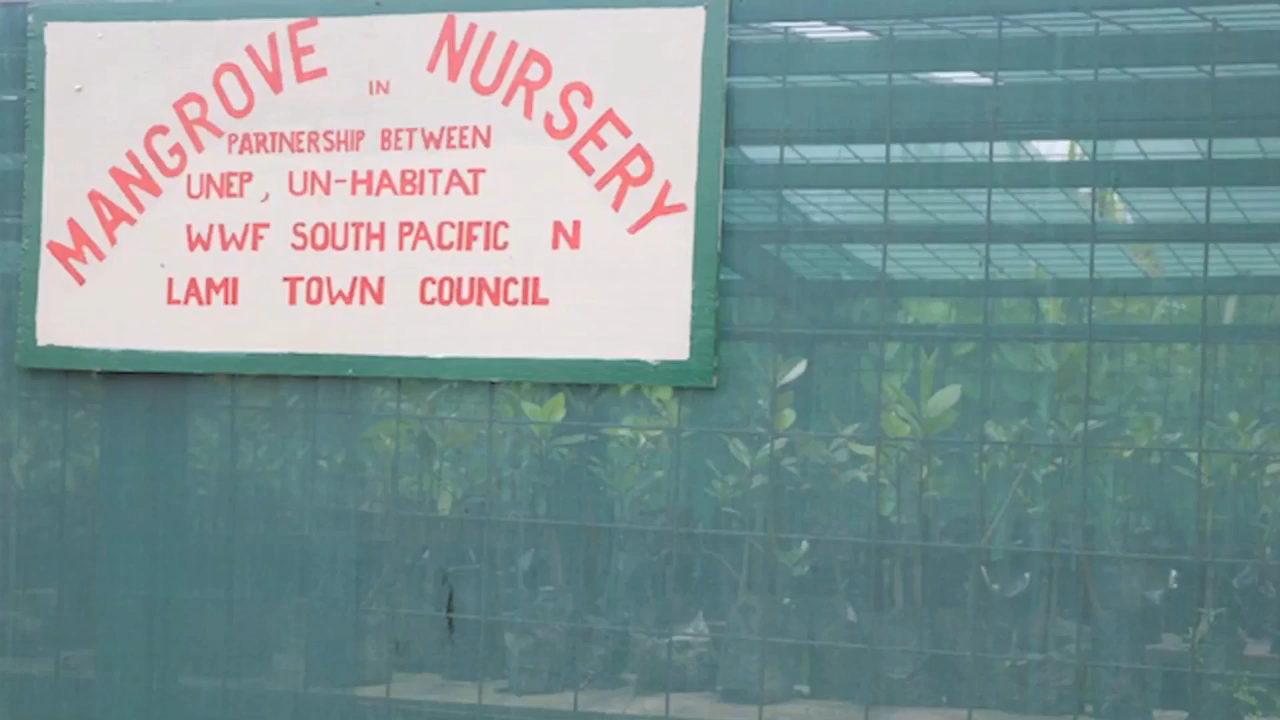 MANGROVE NURSERY
IN
PARTNERSHIP BETWEEN
UNEP, UN-HABITAT
WWF SOUTH PACIFIC N
LAMI TOWN COUNCIL